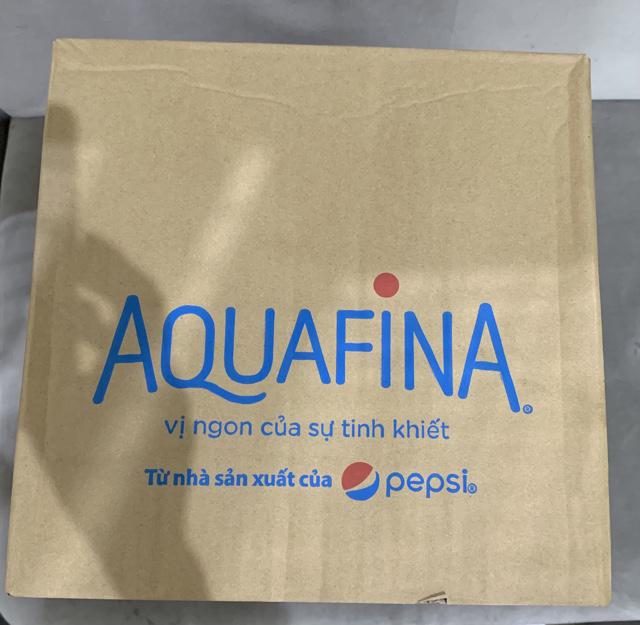 AQUAFINA®
vị ngon của sự tinh khiết
Từ nhà sản xuất của pepsi®